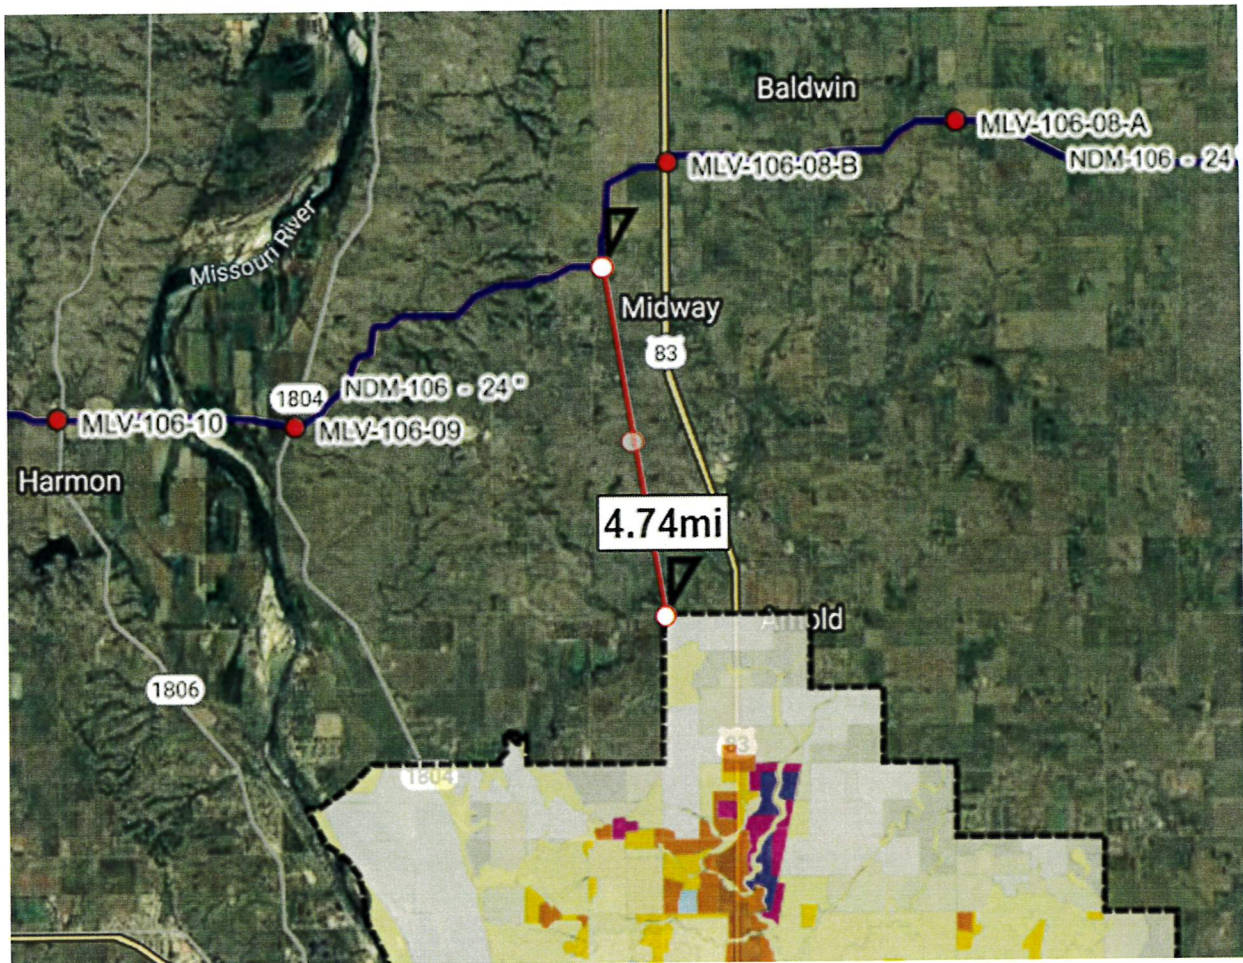 Baldwin
MLV-106-08-A
MLV-106-08-B
NDM-106 - 24"
Missouri River
Midway
83
NDM-106 - 24"
1804
MLV-106-10
MLV-106-09
Harmon
4.74mi
Arnold
1806
83
1804